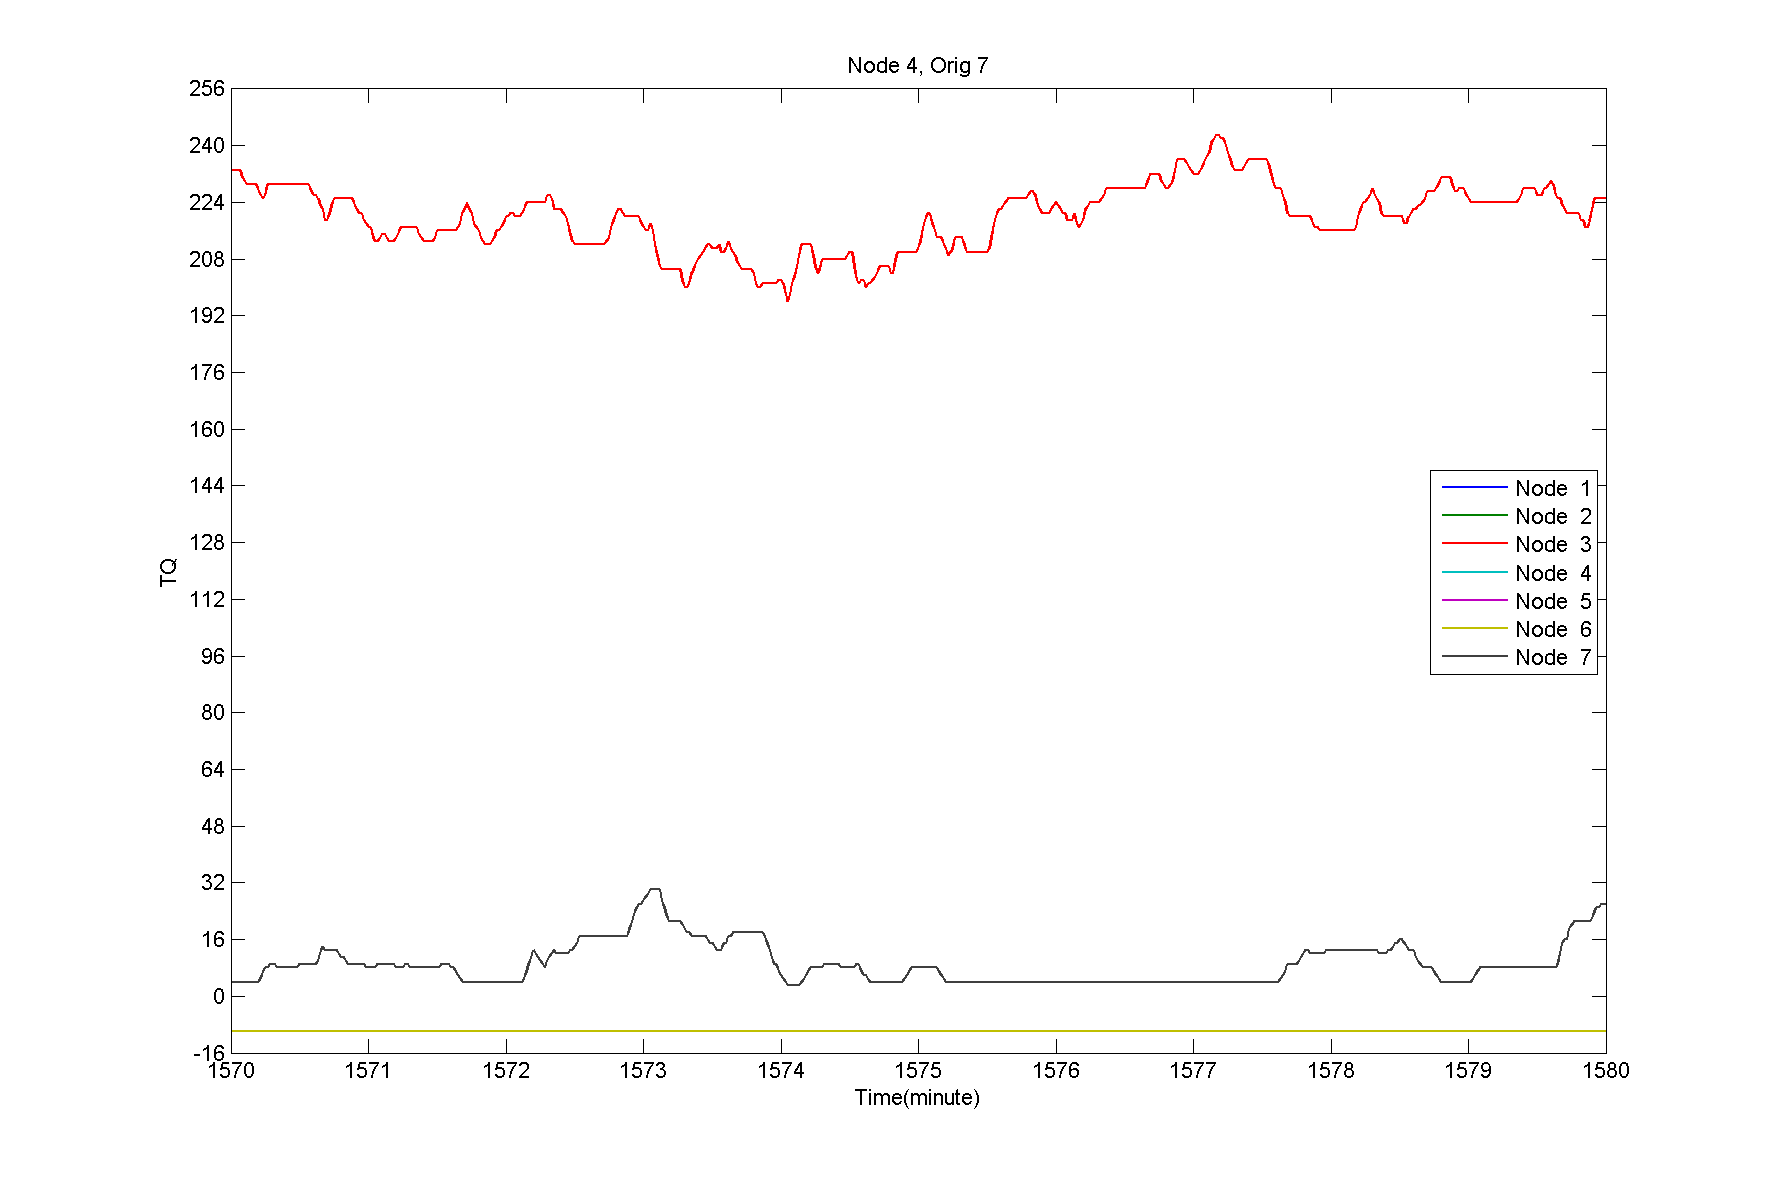 Node 4, Orig 7
256
240
224
208
192
176
160
144
128
112
96
80
64
48
32
16
0
-16
TQ
Node 1
Node 2
Node 3
Node 4
Node 5
Node 6
Node 7
1570 1571 1572 1573 1574 1575 1576 1577 1578 1579 1580
Time(minute)